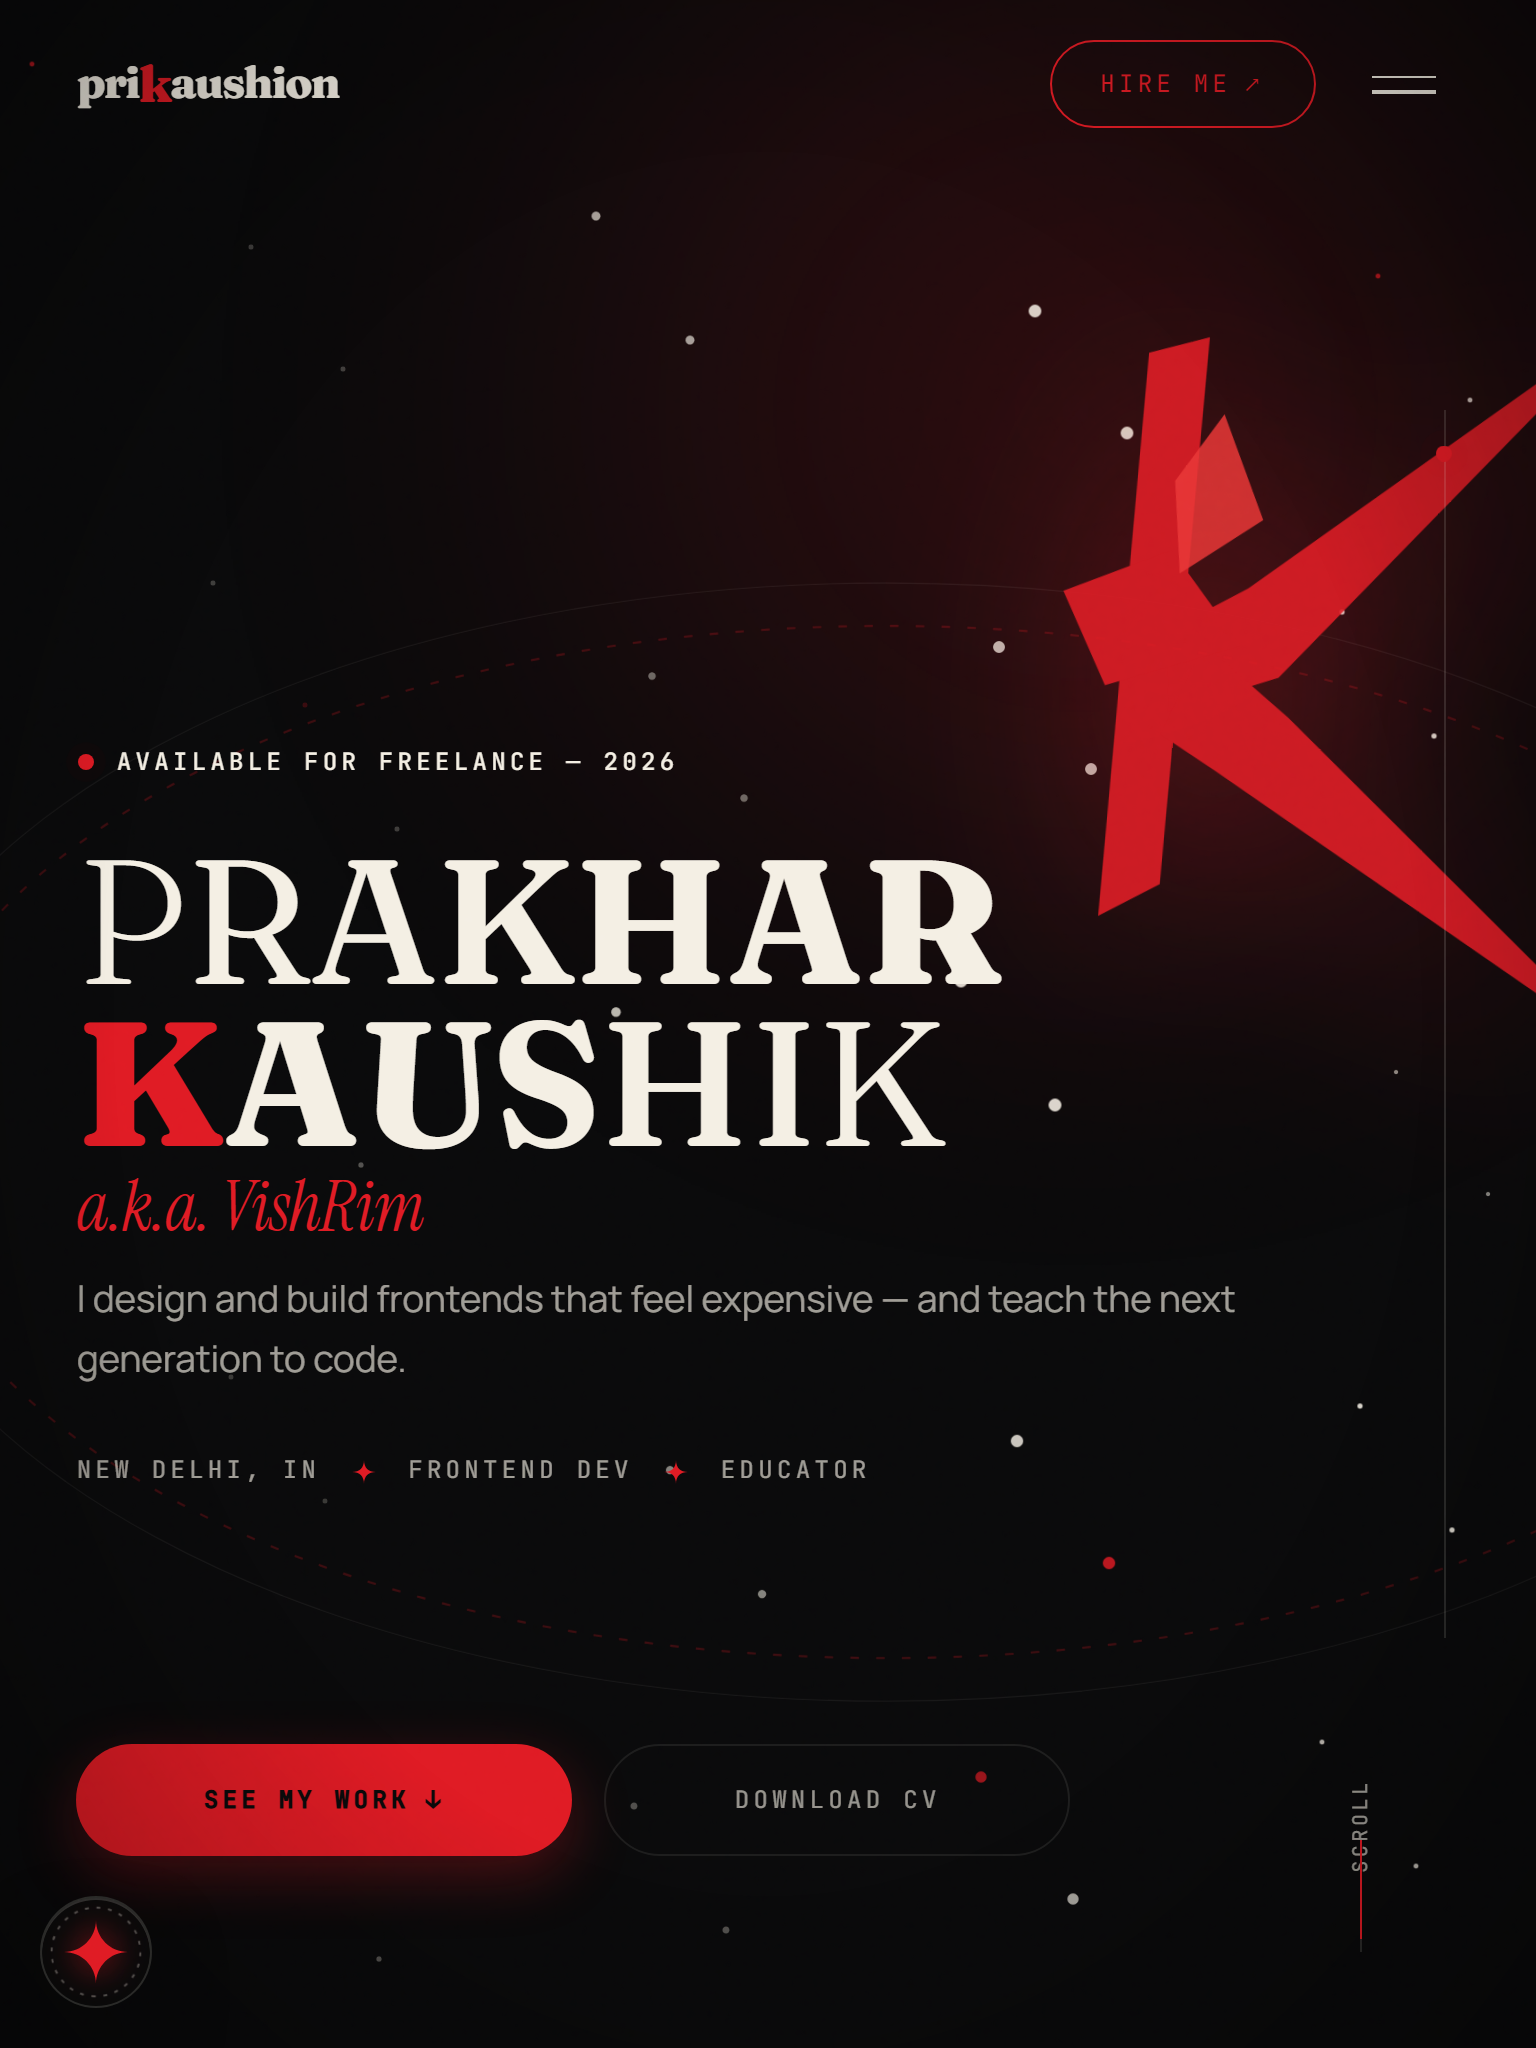 prikaushion
HIRE ME ↗
AVAILABLE FOR FREELANCE — 2026
PRAKHAR
KAUSHIK
a.k.a. VishRim
I design and build frontends that feel expensive — and teach the next
generation to code.
NEW DELHI, IN ✦ FRONTEND DEV ✦ EDUCATOR
SEE MY WORK ↓
DOWNLOAD CV
SCROLL